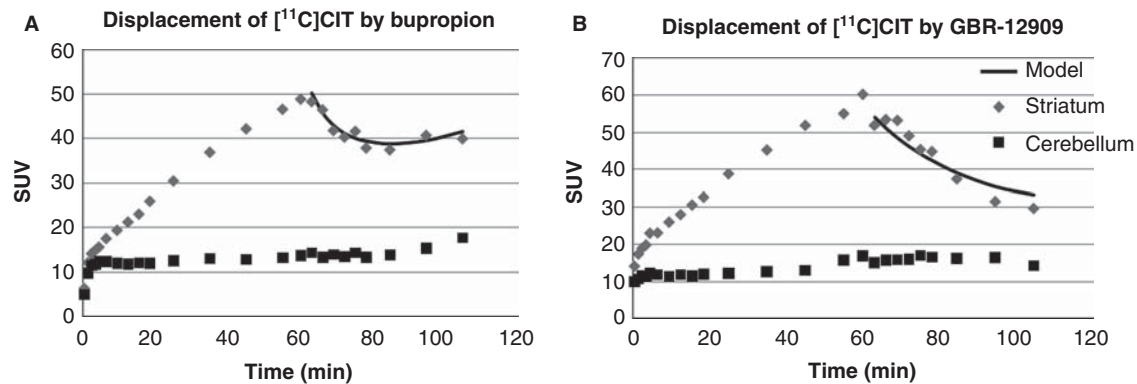 A
Displacement of [¹¹C]CIT by bupropion
60
50
40
30
20
10
0
SUV
0 20 40 60 80 100 120
Time (min)
B
Displacement of [¹¹C]CIT by GBR-12909
70
60
50
40
30
20
10
0
SUV
0 20 40 60 80 100 120
Time (min)
Model
Striatum
Cerebellum